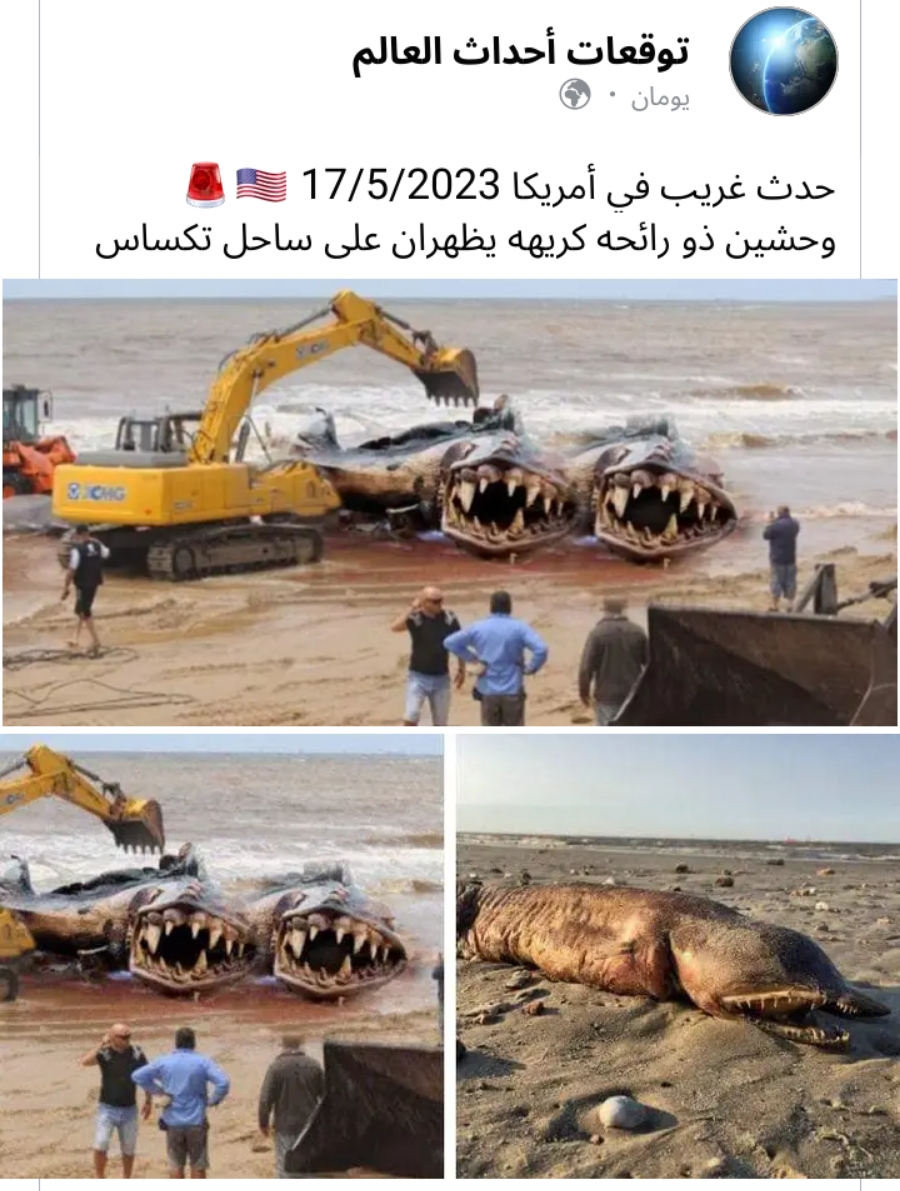 توقعات أحداث العالم
يومان
حدث غريب في أمريكا 17/5/2023 🇺🇸 🚨
وحشين ذو رائحه كريهه يظهران على ساحل تكساس
XCMG